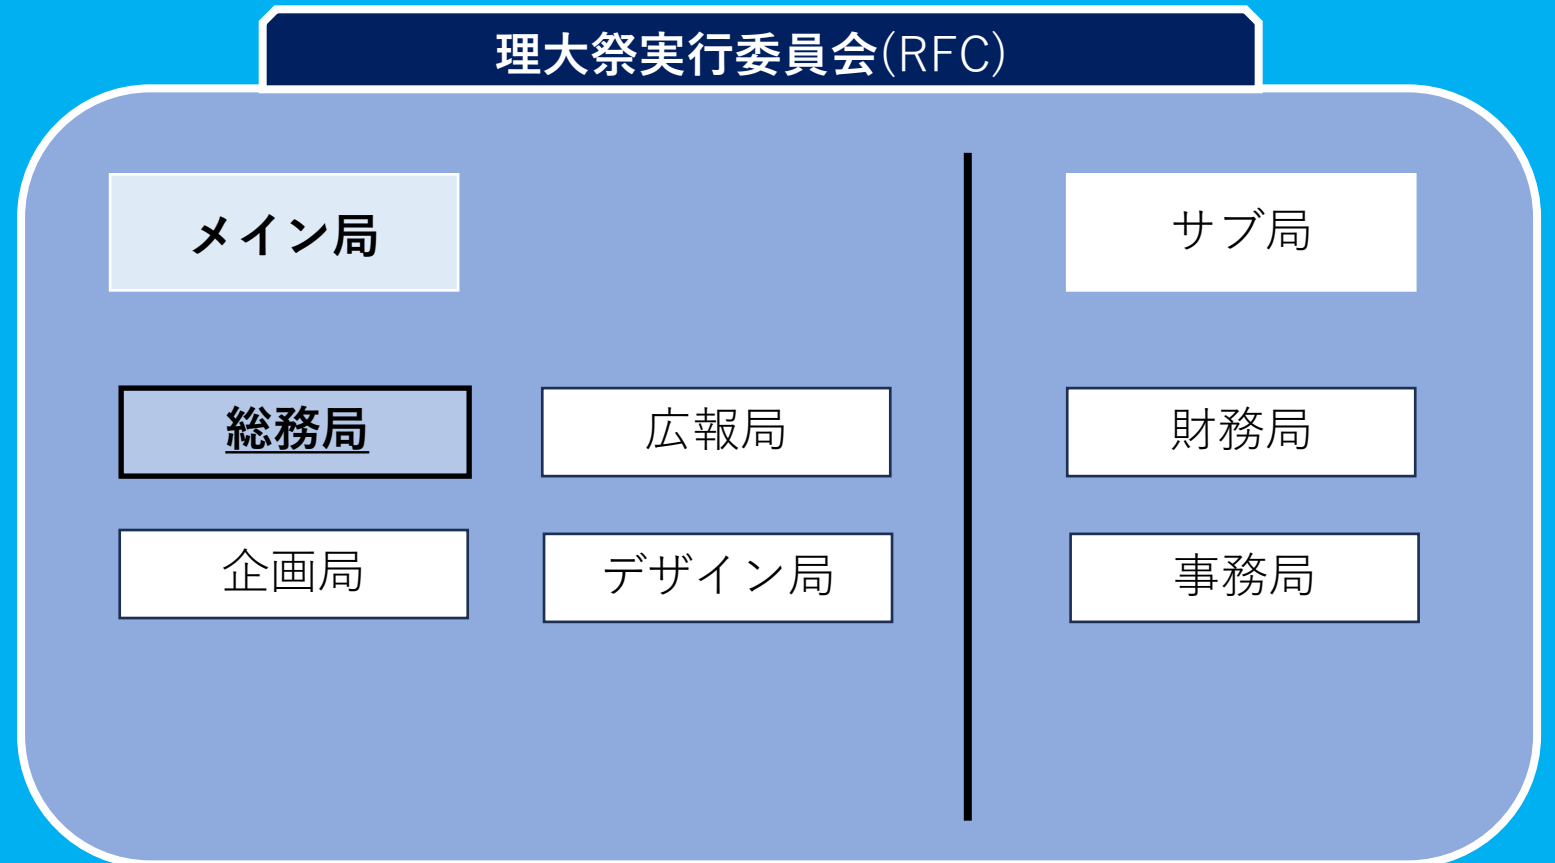 理大祭実行委員会(RFC)
メイン局
サブ局
総務局
広報局
財務局
企画局
デザイン局
事務局